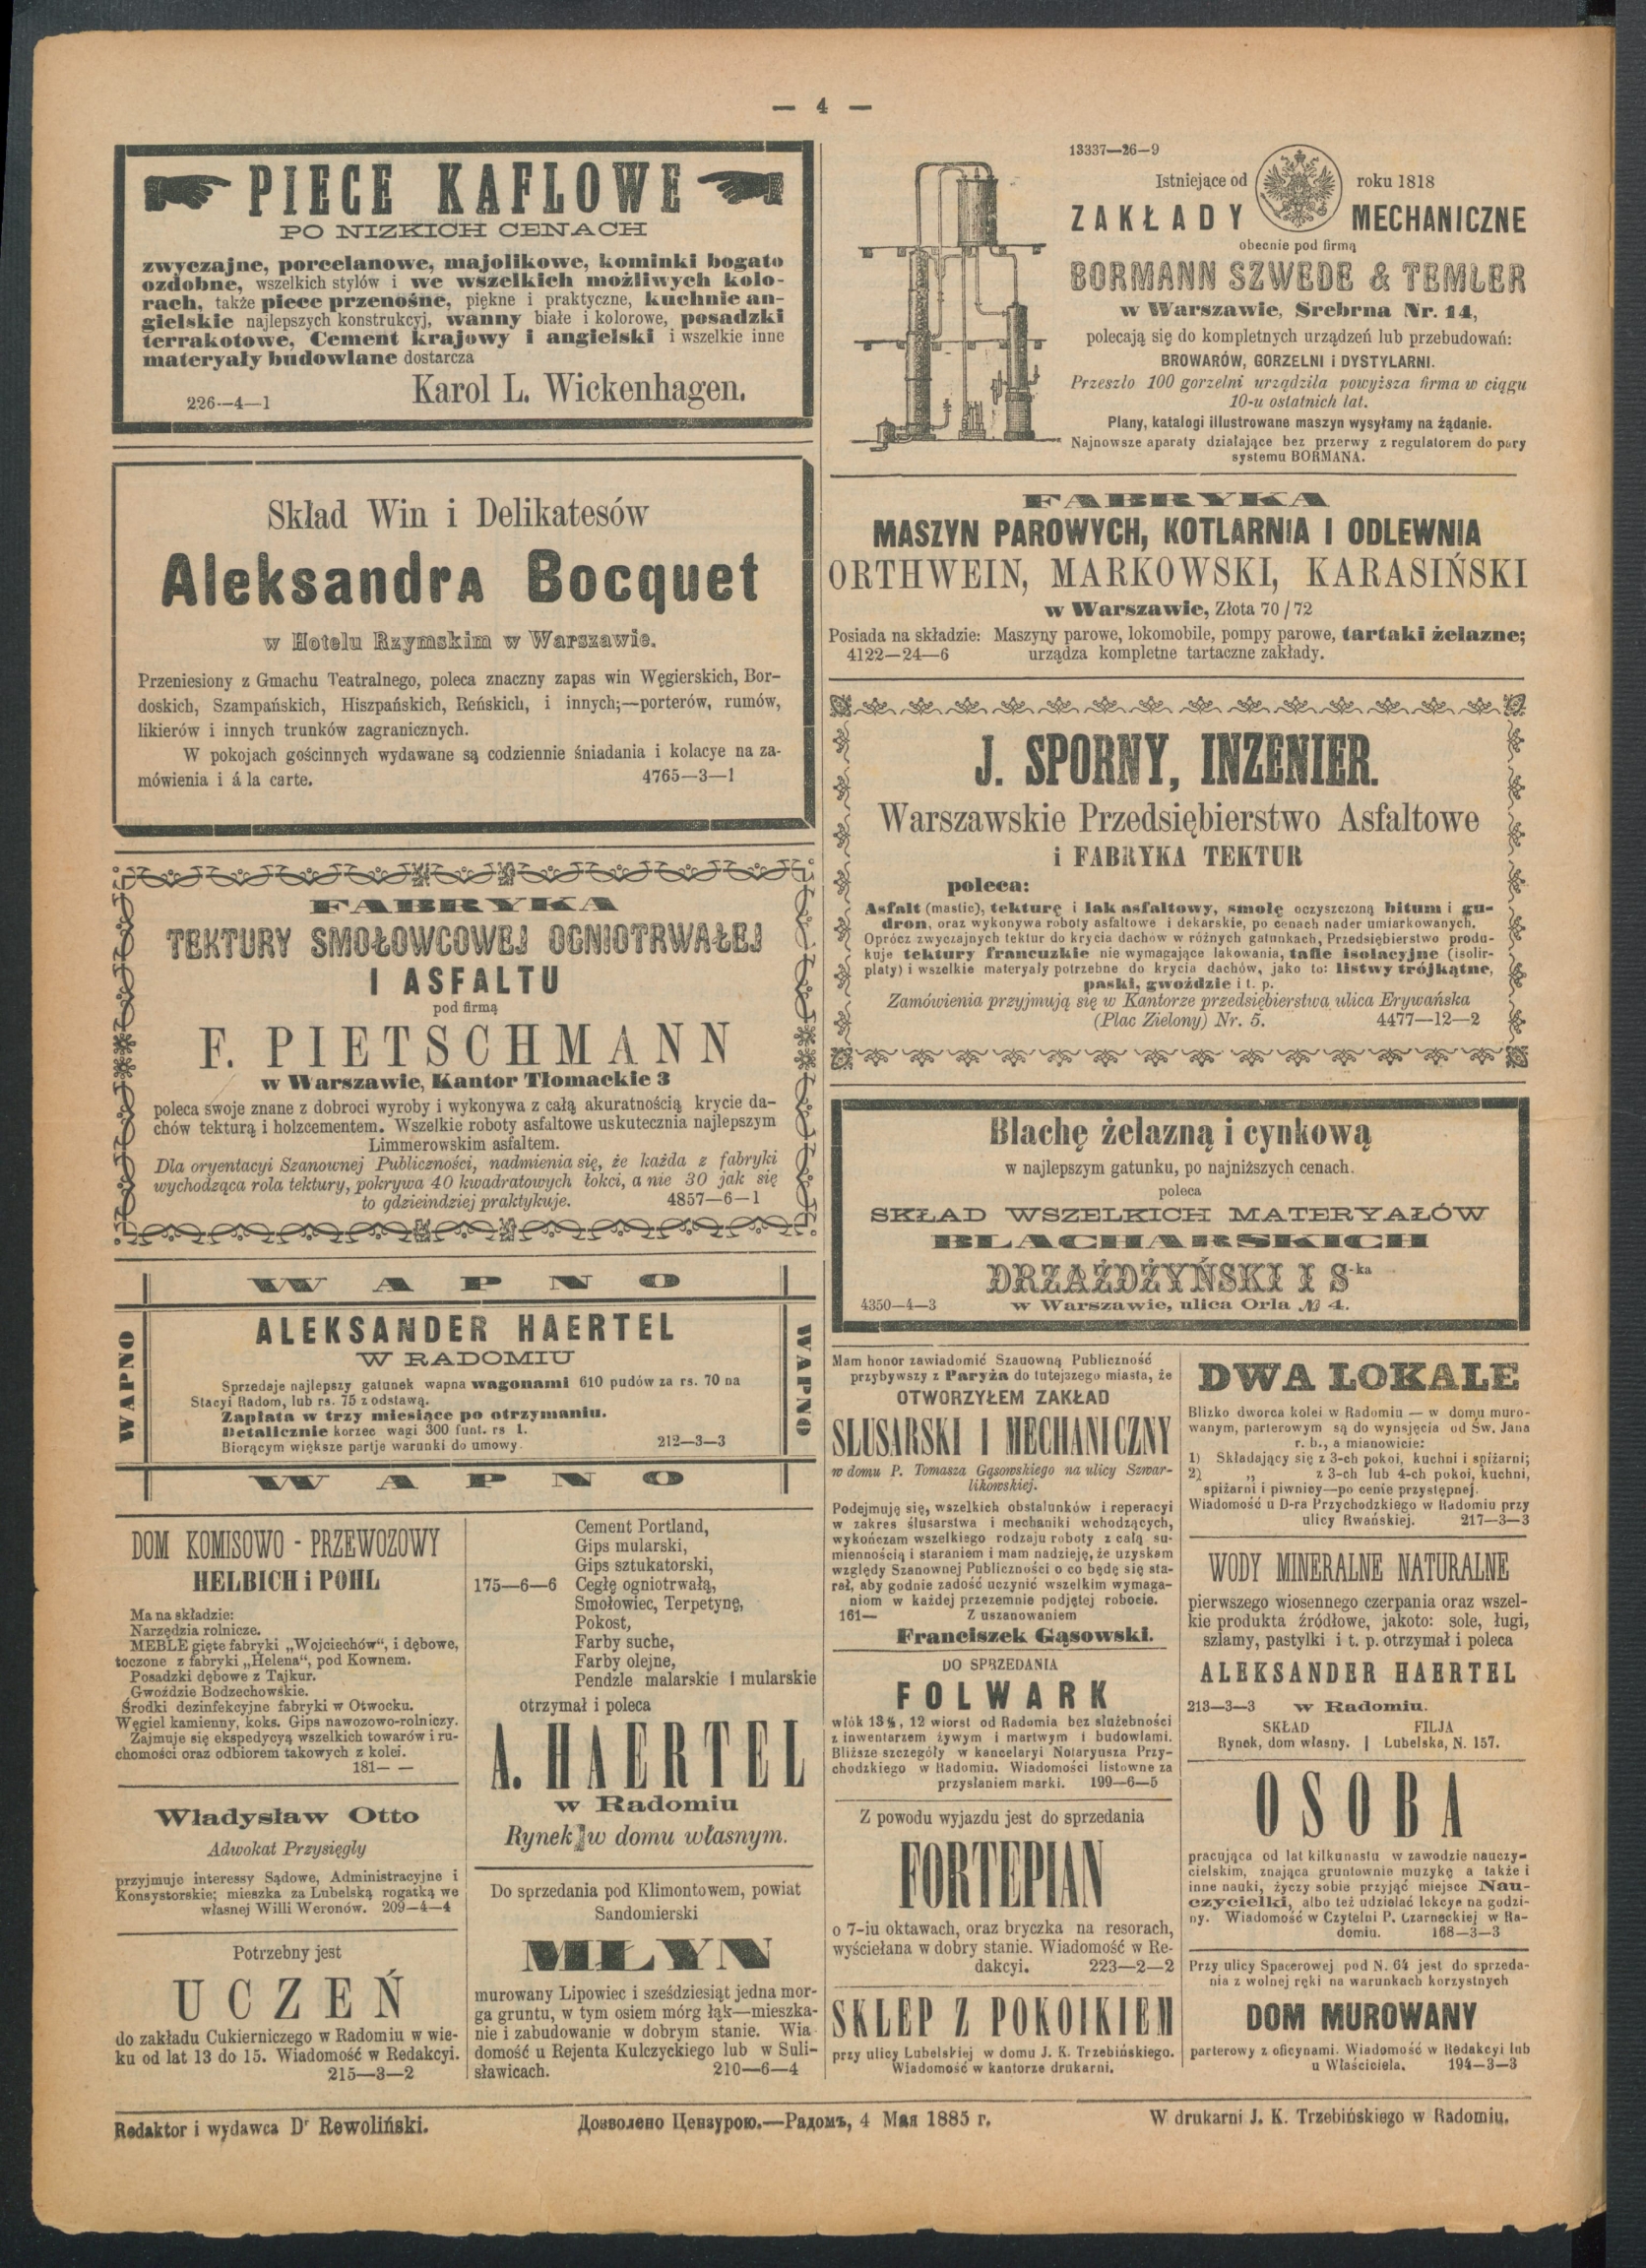 — 4 —
PIECE KAFLOWE
PO NIZKICH CENACH
zwyczajne, porcelanowe, majolikowe, kominki bogato
ozdobne, wszelkich stylów i we wszelkich możliwych kolo-
rach, także piece przenośne, piękne i praktyczne, kuchnie an-
gielskie najlepszych konstrukcyj, wanny białe i kolorowe, posadzki
terrakotowe, Cement krajowy i angielski i wszelkie inne
materyały budowlane dostarcza
Karol L. Wickenhagen.
226-–4—1
Skład Win i Delikatesów
Aleksandra Bocquet
w Hotelu Rzymskim w Warszawie.
Przeniesiony z Gmachu Teatralnego, poleca znaczny zapas win Węgierskich, Bor-
doskich, Szampańskich, Hiszpańskich, Reńskich, i innych;—porterów, rumów,
likierów i innych trunków zagranicznych.
W pokojach gościnnych wydawane są codziennie śniadania i kolacye na za-
mówienia i á la carte. 4765—3—1
FABRYKA
TEKTURY SMOŁOWCOWEJ OGNIOTRWAŁEJ
I ASFALTU
pod firmą
F. PIETSCHMANN
w Warszawie, Kantor Tłomackie 3
poleca swoje znane z dobroci wyroby i wykonywa z całą akuratnością krycie da-
chów tekturą i holzcementem. Wszelkie roboty asfaltowe uskutecznia najlepszym
Limmerowskim asfaltem.
Dla oryentacyi Szanownej Publiczności, nadmienia się, że każda z fabryki
wychodząca rola tektury, pokrywa 40 kwadratowych łokci, a nie 30 jak się
to gdzieindziej praktykuje. 4857—6—1
WAPNO
WAPNO
ALEKSANDER HAERTEL
W RADOMIU
Sprzedaje najlepszy gatunek wapna wagonami 610 pudów za rs. 70 na
Stacyi Radom, lub rs. 75 z odstawą.
Zapłata w trzy miesiące po otrzymaniu.
Detalicznie korzec wagi 300 funt. rs 1.
Biorącym większe partje warunki do umowy. 212—3—3
WAPNO
WAPNO
DOM KOMISOWO - PRZEWOZOWY
HELBICH i POHL
Ma na składzie:
Narzędzia rolnicze.
MEBLE gięte fabryki „Wojciechów“, i dębowe,
toczone z fabryki „Helena“, pod Kownem.
Posadzki dębowe z Tajkur.
Gwoździe Bodzechowskie.
Środki dezinfekcyjne fabryki w Otwocku.
Węgiel kamienny, koks. Gips nawozowo-rolniczy.
Zajmuje się ekspedycyą wszelkich towarów i ru-
chomości oraz odbiorem takowych z kolei.
181— —
Władysław Otto
Adwokat Przysięgły
przyjmuje interessy Sądowe, Administracyjne i
Konsystorskie; mieszka za Lubelską rogatką we
własnej Willi Weronów. 209—4—4
Potrzebny jest
UCZEŃ
do zakładu Cukierniczego w Radomiu w wie-
ku od lat 13 do 15. Wiadomość w Redakcyi.
215—3—2
Cement Portland,
Gips mularski,
Gips sztukatorski,
175—6—6 Cegłę ogniotrwałą,
Smołowiec, Terpetynę,
Pokost,
Farby suche,
Farby olejne,
Pendzle malarskie i mularskie
otrzymał i poleca
A. HAERTEL
w Radomiu
Rynek w domu własnym.
Do sprzedania pod Klimontowem, powiat
Sandomierski
MŁYN
murowany Lipowiec i sześdziesiąt jedna mor-
ga gruntu, w tym osiem mórg łąk—mieszka-
nie i zabudowanie w dobrym stanie. Wia-
domość u Rejenta Kulczyckiego lub w Suli-
sławicach. 210—6—4
13337—26—9
Istniejące od roku 1818
ZAKŁADY MECHANICZNE
obecnie pod firmą
BORMANN SZWEDE & TEMLER
w Warszawie, Srebrna Nr. 14,
polecają się do kompletnych urządzeń lub przebudowań:
BROWARÓW, GORZELNI i DYSTYLARNI.
Przeszło 100 gorzelni urządziła powyższa firma w ciągu
10-u ostatnich lat.
Plany, katalogi illustrowane maszyn wysyłamy na żądanie.
Najnowsze aparaty działające bez przerwy z regulatorem do pary
systemu BORMANA.
FABRYKA
MASZYN PAROWYCH, KOTLARNIA I ODLEWNIA
ORTHWEIN, MARKOWSKI, KARASIŃSKI
w Warszawie, Złota 70/72
Posiada na składzie: Maszyny parowe, lokomobile, pompy parowe, tartaki żelazne;
4122—24—6 urządza kompletne tartaczne zakłady.
J. SPORNY, INZENIER.
Warszawskie Przedsiębierstwo Asfaltowe
i FABRYKA TEKTUR
poleca:
Asfalt (mastic), tekturę i lak asfaltowy, smołę oczyszczoną bitum i gu-
dron, oraz wykonywa roboty asfaltowe i dekarskie, po cenach nader umiarkowanych.
Oprócz zwyczajnych tektur do krycia dachów w różnych gatunkach, Przedsiębierstwo produ-
kuje tektury francuzkie nie wymagające lakowania, tafle isolacyjne (isolir-
platy) i wszelkie materyały potrzebne do krycia dachów, jako to: listwy trójkątne,
paski, gwoździe i t. p.
Zamówienia przyjmują się w Kantorze przedsiębierstwa ulica Erywańska
(Plac Zielony) Nr. 5. 4477—12—2
Blachę żelazną i cynkową
w najlepszym gatunku, po najniższych cenach.
poleca
SKŁAD WSZELKICH MATERYAŁÓW
BLACHARSKICH
DRZAŻDŻYŃSKI I S-ka
4350—4—3 w Warszawie, ulica Orla № 4.
Mam honor zawiadomić Szanowną Publiczność
przybywszy z Paryża do tutejszego miasta, że
OTWORZYŁEM ZAKŁAD
SLUSARSKI I MECHANICZNY
w domu P. Tomasza Gąsowskiego na ulicy Szwar-
likowskiej.
Podejmuję się, wszelkich obstalunków i reperacyi
w zakres ślusarstwa i mechaniki wchodzących,
wykończam wszelkiego rodzaju roboty z całą su-
miennością i staraniem i mam nadzieję, że uzyskam
względy Szanownej Publiczności o co będę się sta-
rał, aby godnie zadość uczynić wszelkim wymaga-
niom w każdej przezemnie podjętej robocie.
161— Z uszanowaniem
Franciszek Gąsowski.
DO SPRZEDANIA
FOLWARK
włók 13½, 12 wiorst od Radomia bez służebności
z inwentarzem żywym i martwym i budowlami.
Bliższe szczegóły w kancelaryi Notaryusza Przy-
chodzkiego w Radomiu. Wiadomości listowne za
przysłaniem marki. 199—6—5
Z powodu wyjazdu jest do sprzedania
FORTEPIAN
o 7-iu oktawach, oraz bryczka na resorach,
wyściełana w dobry stanie. Wiadomość w Re-
dakcyi. 223—2—2
SKLEP Z POKOIKIEM
przy ulicy Lubelskiej w domu J. K. Trzebińskiego.
Wiadomość w kantorze drukarni.
DWA LOKALE
Blizko dworca kolei w Radomiu — w domu muro-
wanym, parterowym są do wynsjęcia od Św. Jana
r. b., a mianowicie:
1) Składający się z 3-ch pokoi, kuchni i spiżarni;
2) „ z 3-ch lub 4-ch pokoi, kuchni,
spiżarni i piwnicy—po cenie przystępnej.
Wiadomość u D-ra Przychodzkiego w Radomiu przy
ulicy Rwańskiej. 217—3—3
WODY MINERALNE NATURALNE
pierwszego wiosennego czerpania oraz wszel-
kie produkta źródłowe, jakoto: sole, ługi,
szlamy, pastylki i t. p. otrzymał i poleca
ALEKSANDER HAERTEL
213—3—3 w Radomiu.
SKŁAD FILJA
Rynek, dom własny. | Lubelska, N. 157.
OSOBA
pracująca od lat kilkunastu w zawodzie nauczy-
cielskim, znająca gruntownie muzykę a także i
inne nauki, życzy sobie przyjąć miejsce Nau-
czycielki, albo też udzielać lekcye na godzi-
ny. Wiadomość w Czytelni P. Czarneckiej w Ra-
domiu. 168—3—3
Przy ulicy Spacerowej pod N. 64 jest do sprzeda-
nia z wolnej ręki na warunkach korzystnych
DOM MUROWANY
parterowy z oficynami. Wiadomość w Redakcyi lub
u Właściciela. 194—3—3
Redaktor i wydawca Dr Rewoliński.
Дозволено Цензурою.—Радомъ, 4 Мая 1885 г.
W drukarni J. K. Trzebińskiego w Radomiu.